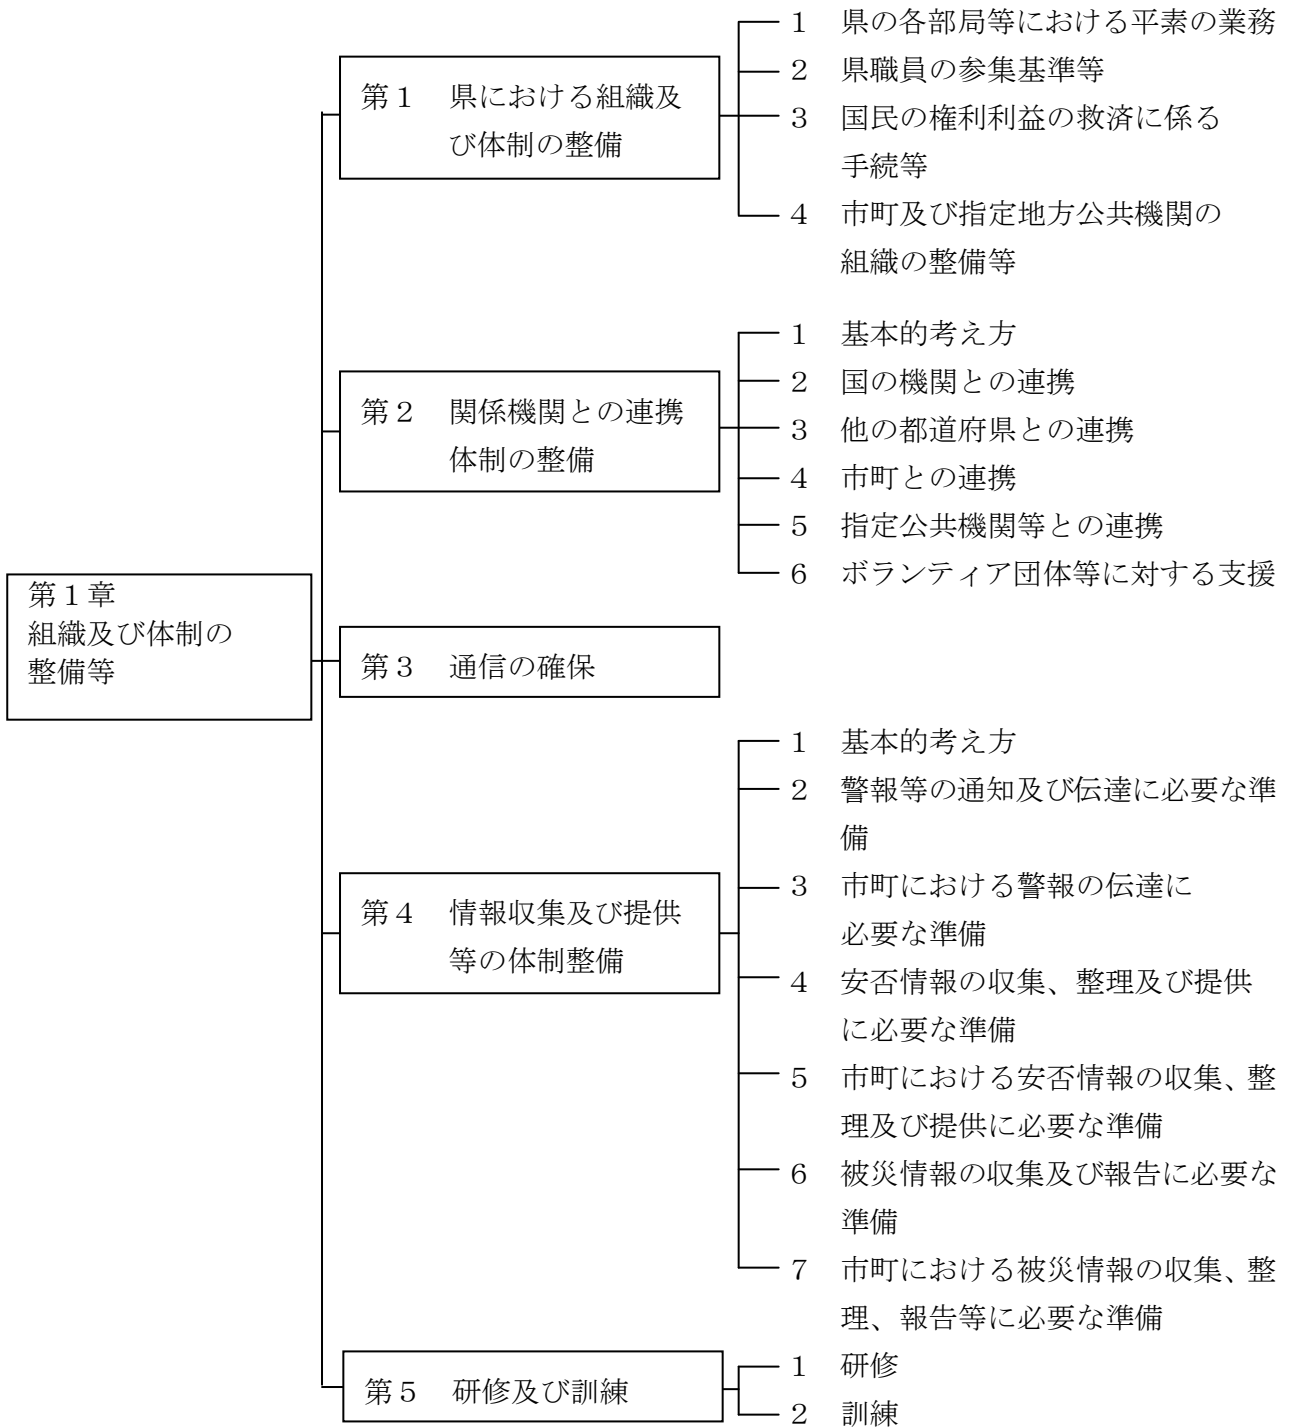 第１章
組織及び体制の
整備等
第１　県における組織及
び体制の整備
１　県の各部局等における平素の業務
２　県職員の参集基準等
３　国民の権利利益の救済に係る
手続等
４　市町及び指定地方公共機関の
組織の整備等
第２　関係機関との連携
体制の整備
１　基本的考え方
２　国の機関との連携
３　他の都道府県との連携
４　市町との連携
５　指定公共機関等との連携
６　ボランティア団体等に対する支援
第３　通信の確保
第４　情報収集及び提供
等の体制整備
１　基本的考え方
２　警報等の通知及び伝達に必要な準
備
３　市町における警報の伝達に
必要な準備
４　安否情報の収集、整理及び提供
に必要な準備
５　市町における安否情報の収集、整
理及び提供に必要な準備
６　被災情報の収集及び報告に必要な
準備
７　市町における被災情報の収集、整
理、報告等に必要な準備
第５　研修及び訓練
１　研修
２　訓練